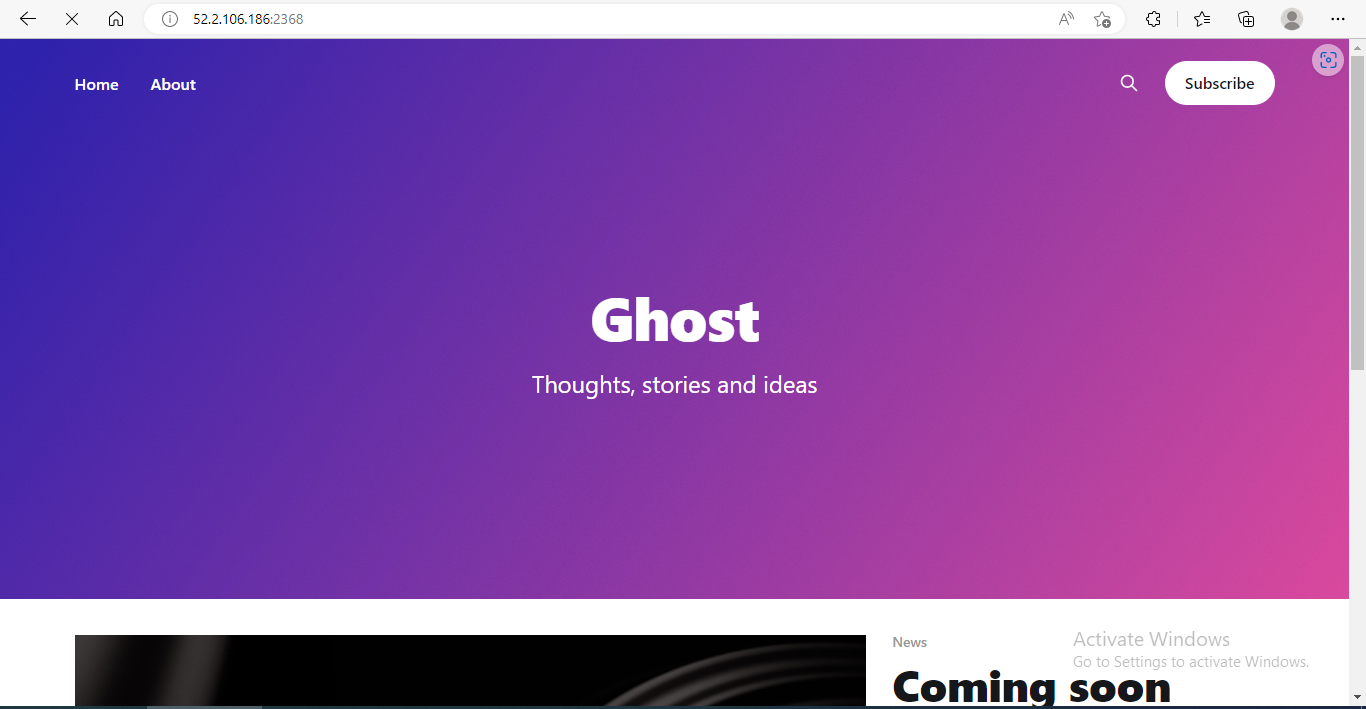 52.2.106.186:2368
Home
About
Subscribe
Ghost
Thoughts, stories and ideas
News
Coming soon
Activate Windows
Go to Settings to activate Windows.